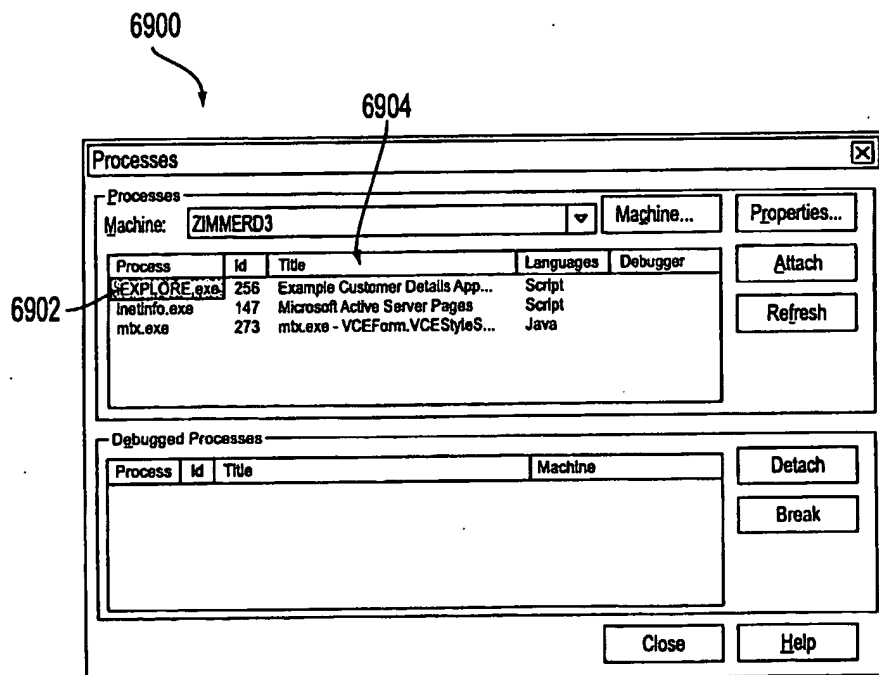 6900
6904
Processes
Processes
Machine: ZIMMERD3 Machine... Properties...
Process Id Title Languages Debugger Attach
IEXPLORE.exe 256 Example Customer Details App... Script
6902
inetinfo.exe 147 Microsoft Active Server Pages Script Refresh
mtx.exe 273 mtx.exe - VCEForm.VCEStyleS... Java
Debugged Processes
Process Id Title Machine Detach
Break
Close Help